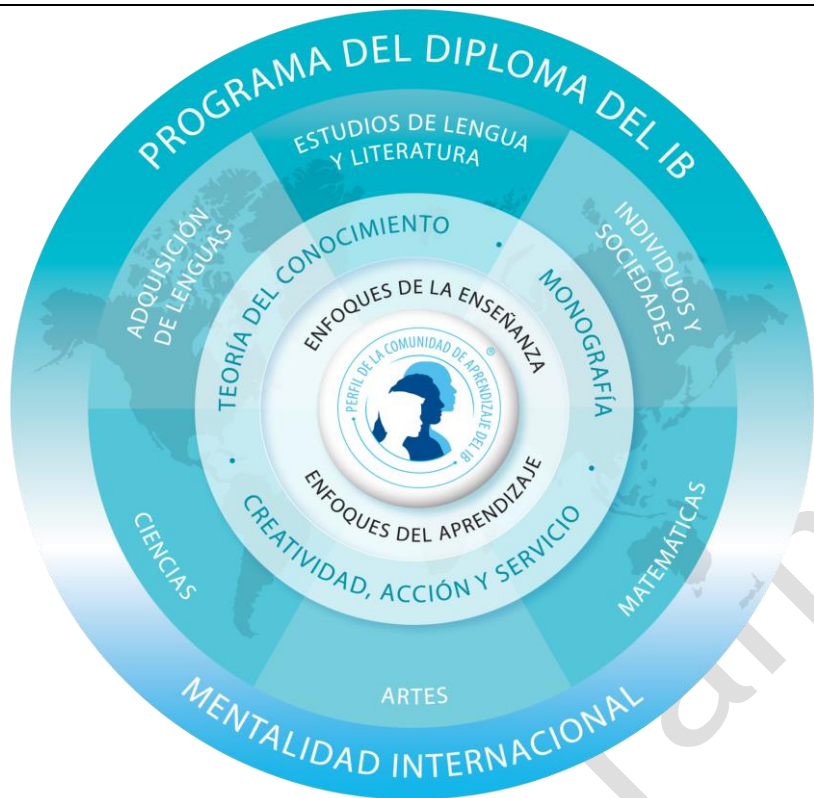 PROGRAMA DEL DIPLOMA DEL IB
ESTUDIOS DE LENGUA
Y LITERATURA
ADQUISICIÓN
DE LENGUAS
INDIVIDUOS Y
SOCIEDADES
TEORÍA DEL CONOCIMIENTO
•
MONOGRAFÍA
•
ENFOQUES DE LA ENSEÑANZA
• PERFIL DE LA COMUNIDAD DE APRENDIZAJE DEL IB •
®
ENFOQUES DEL APRENDIZAJE
•
CREATIVIDAD, ACCIÓN Y SERVICIO
CIENCIAS
MATEMÁTICAS
ARTES
MENTALIDAD INTERNACIONAL